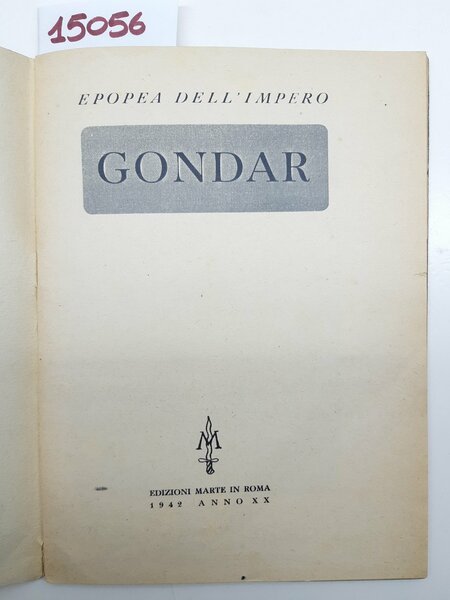 15056
EPOPEA DELL'IMPERO
GONDAR
M
EDIZIONI MARTE IN ROMA
1942 ANNO XX